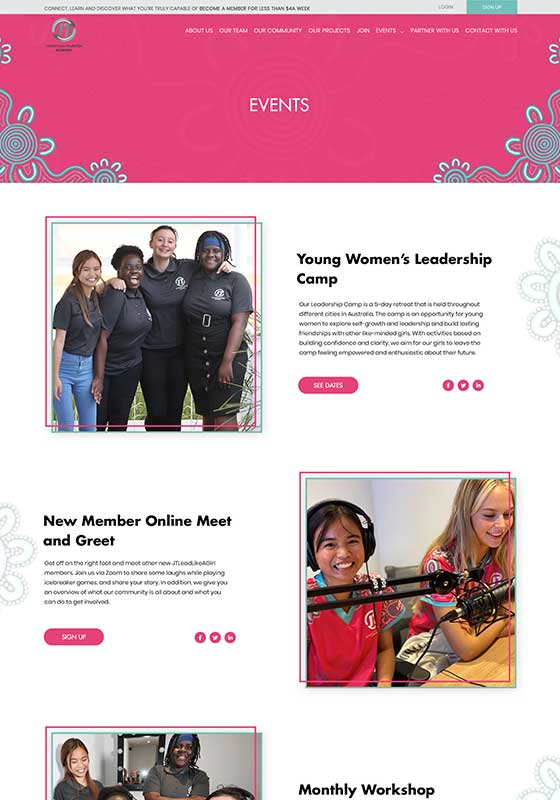 CONNECT, LEARN AND DISCOVER WHAT YOU'RE TRULY CAPABLE OF BECOME A MEMBER FOR LESS THAN $4A WEEK
LOGIN
SIGN UP
JT
ACADEMY
ABOUT US
OUR TEAM
OUR COMMUNITY
OUR PROJECTS
JOIN
EVENTS
PARTNER WITH US
CONTACT WITH US
EVENTS
Young Women's Leadership
Camp
Our Leadership Camp is a 5-day retreat that is held throughout
different cities in Australia. The camp is an opportunity for young
women to explore self-growth and leadership and build lasting
friendships with other like-minded girls. With activities based on
building confidence and clarity, we aim for our girls to leave the
camp feeling empowered and enthusiastic about their future.
SEE DATES
New Member Online Meet
and Greet
Get off on the right foot and meet other new JTLeadLikeAGirl
members. Join us via Zoom to share some laughs while playing
icebreaker games, and share your story. In addition, we give you
an overview of what our community is all about and what you
can do to get involved.
SIGN UP
Monthly Workshop